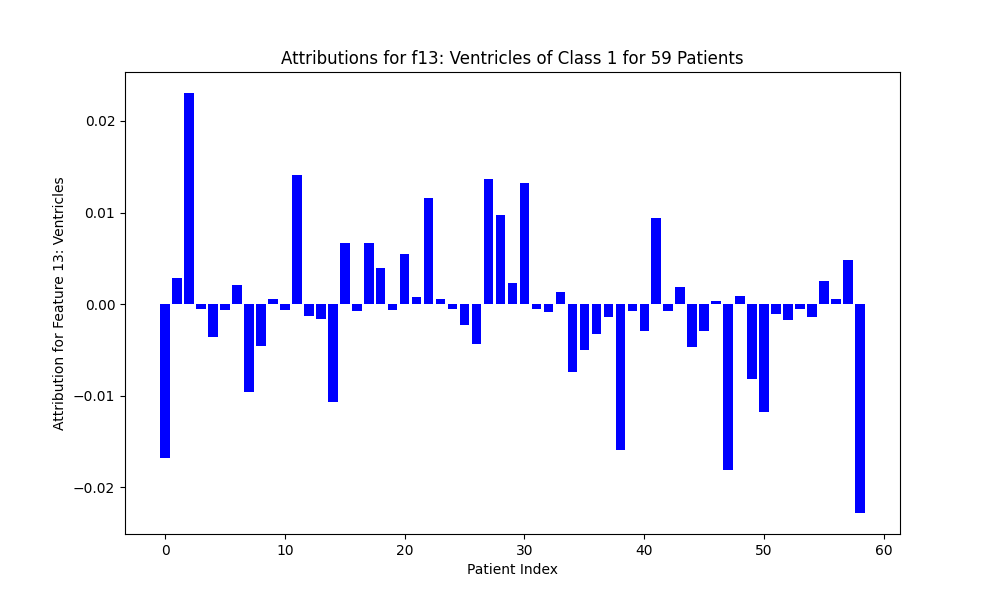 Attributions for f13: Ventricles of Class 1 for 59 Patients
Attribution for Feature 13: Ventricles
0.02
0.01
0.00
−0.01
−0.02
0 10 20 30 40 50 60
Patient Index